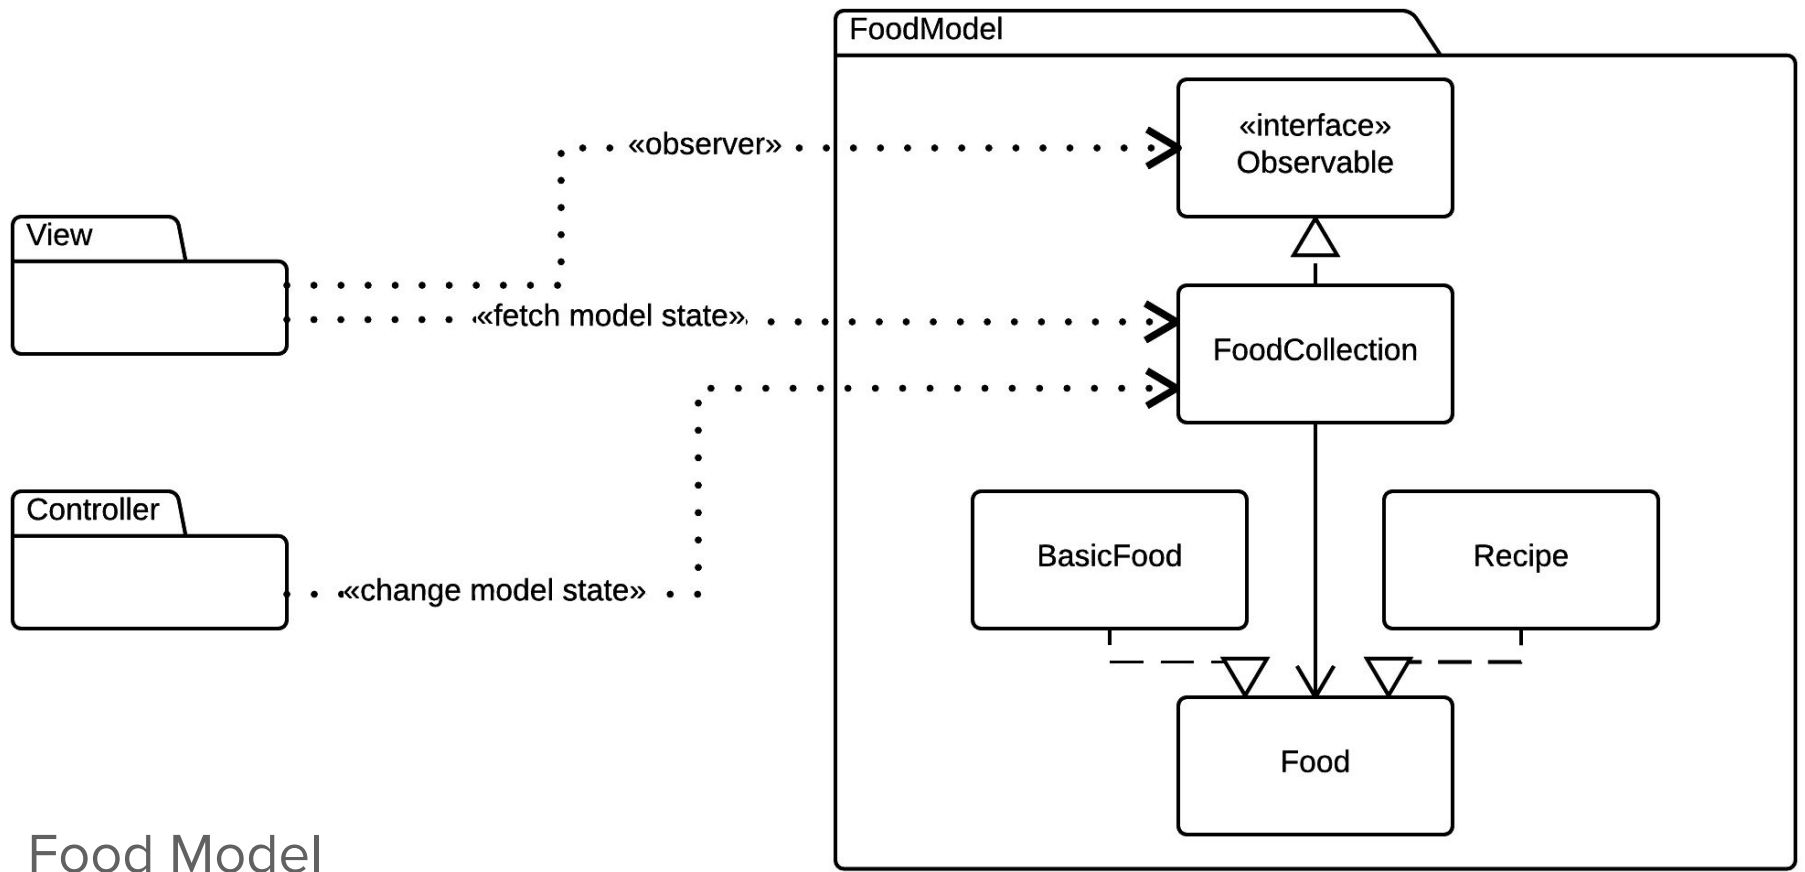 FoodModel
«interface»
Observable
«observer»
View
«fetch model state»
FoodCollection
Controller
BasicFood
Recipe
«change model state»
Food
Food Model